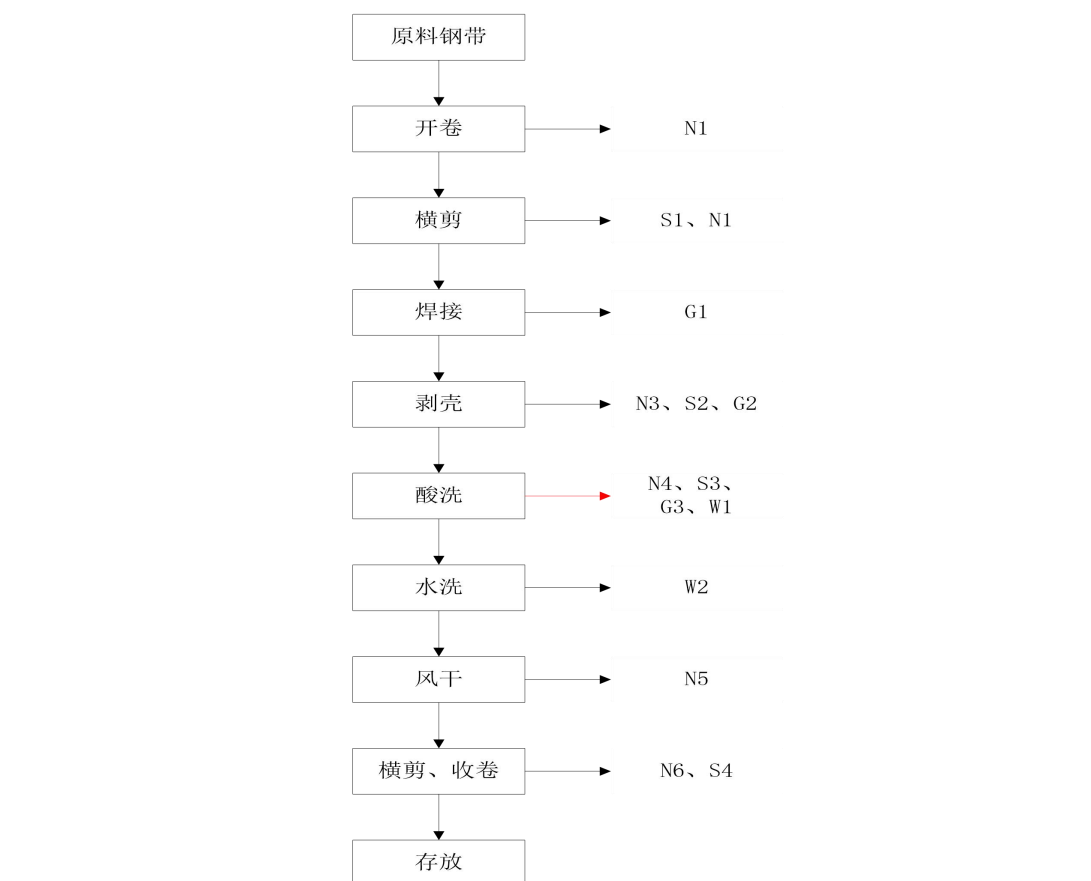 原料钢带
开卷
N1
横剪
S1、N1
焊接
G1
剥壳
N3、S2、G2
酸洗
N4、S3、
G3、W1
水洗
W2
风干
N5
横剪、收卷
N6、S4
存放